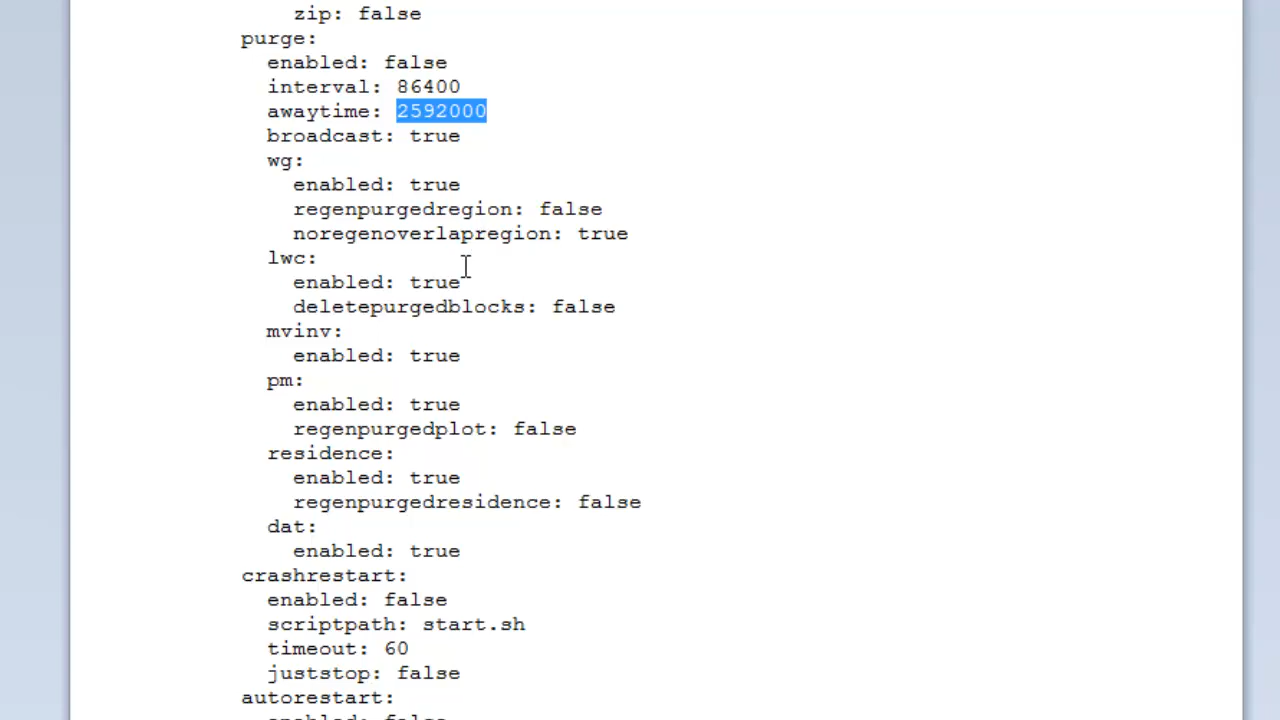 zip: false
purge:
enabled: false
interval: 86400
awaytime: 2592000
broadcast: true
wg:
enabled: true
regenpurgedregion: false
noregenoverlapregion: true
lwc:
enabled: true
deletepurgedblocks: false
mvinv:
enabled: true
pm:
enabled: true
regenpurgedplot: false
residence:
enabled: true
regenpurgedresidence: false
dat:
enabled: true
crashrestart:
enabled: false
scriptpath: start.sh
timeout: 60
juststop: false
autorestart:
enabled: false